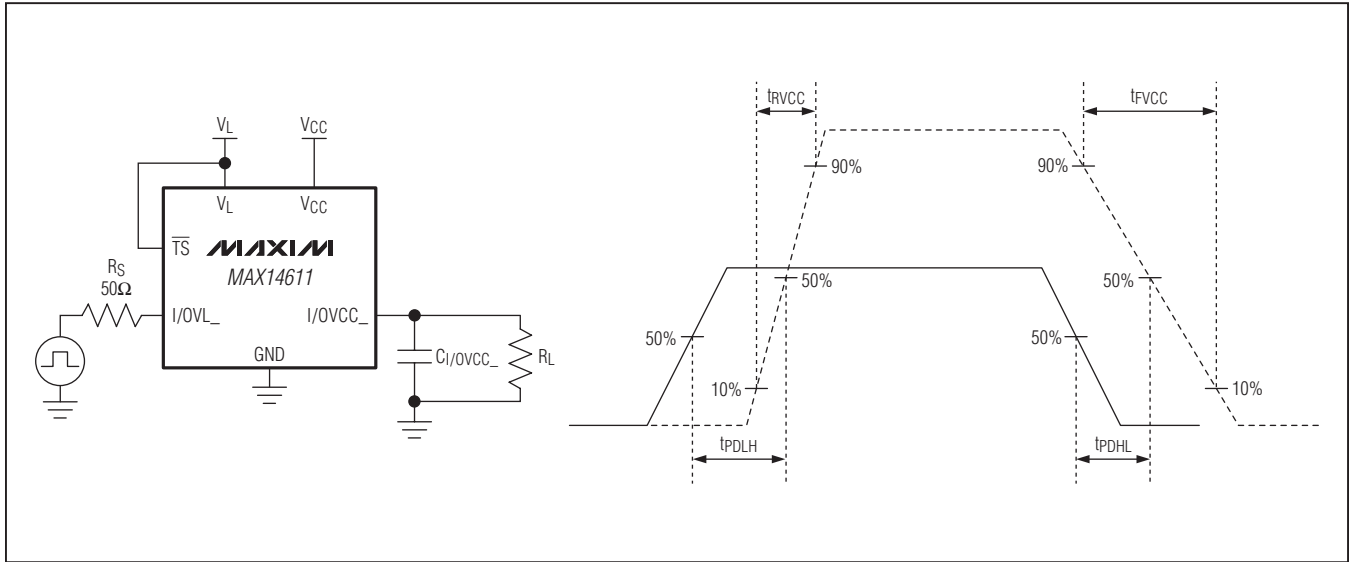 VL
VCC
VL
VCC
TS
MAXIM
MAX14611
RS
50Ω
I/OVL_
I/OVCC_
GND
CI/OVCC_
RL
tRVCC
tFVCC
90%
90%
50%
50%
50%
50%
10%
10%
tPDLH
tPDHL